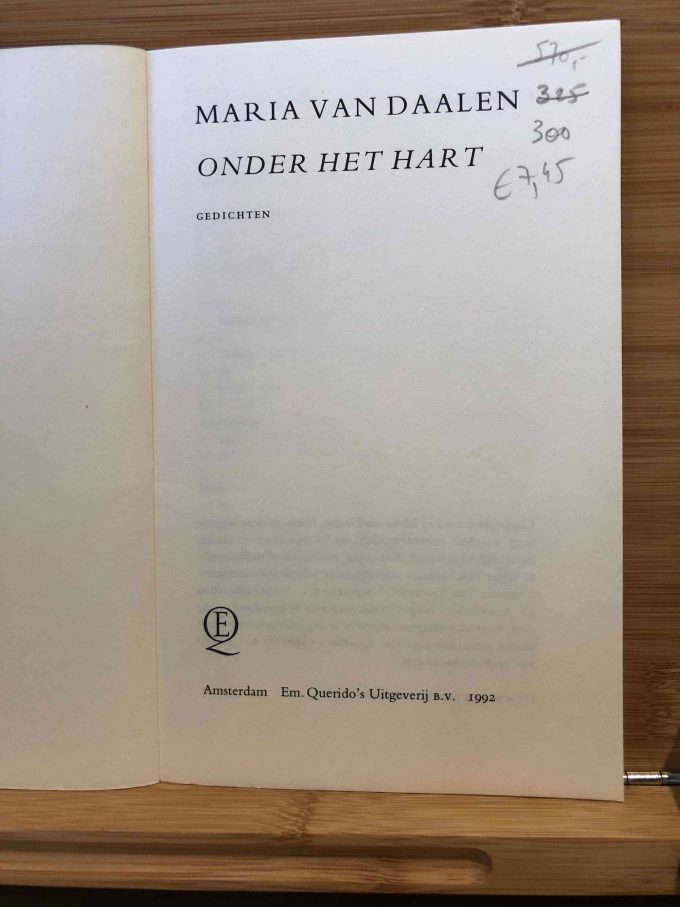 570,-
MARIA VAN DAALEN 325
ONDER HET HART 300
€7,45
GEDICHTEN
EQ
Amsterdam Em. Querido's Uitgeverij B.V. 1992